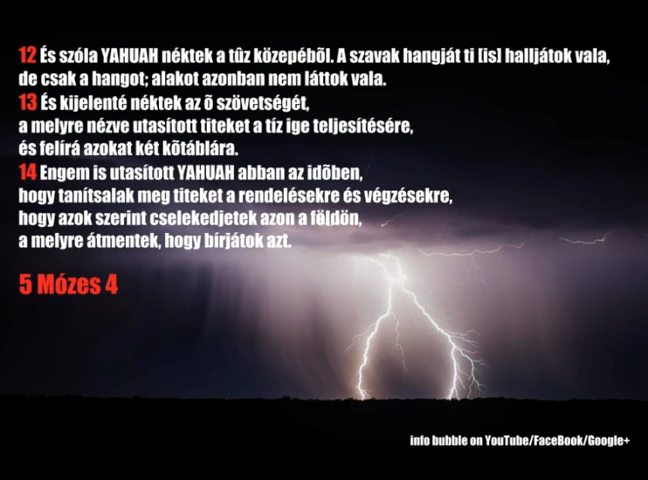 12 És szóla YAHUAH néktek a tûz közepébõl. A szavak hangját ti [is] halljátok vala,
de csak a hangot; alakot azonban nem láttok vala.
13 És kijelenté néktek az õ szövetségét,
a melyre nézve utasított titeket a tíz ige teljesítésére,
és felírá azokat két kõtáblára.
14 Engem is utasított YAHUAH abban az idõben,
hogy tanítsalak meg titeket a rendelésekre és végzésekre,
hogy azok szerint cselekedjetek azon a földön,
a melyre átmentek, hogy bírjátok azt.
5 Mózes 4
info bubble on YouTube/FaceBook/Google+